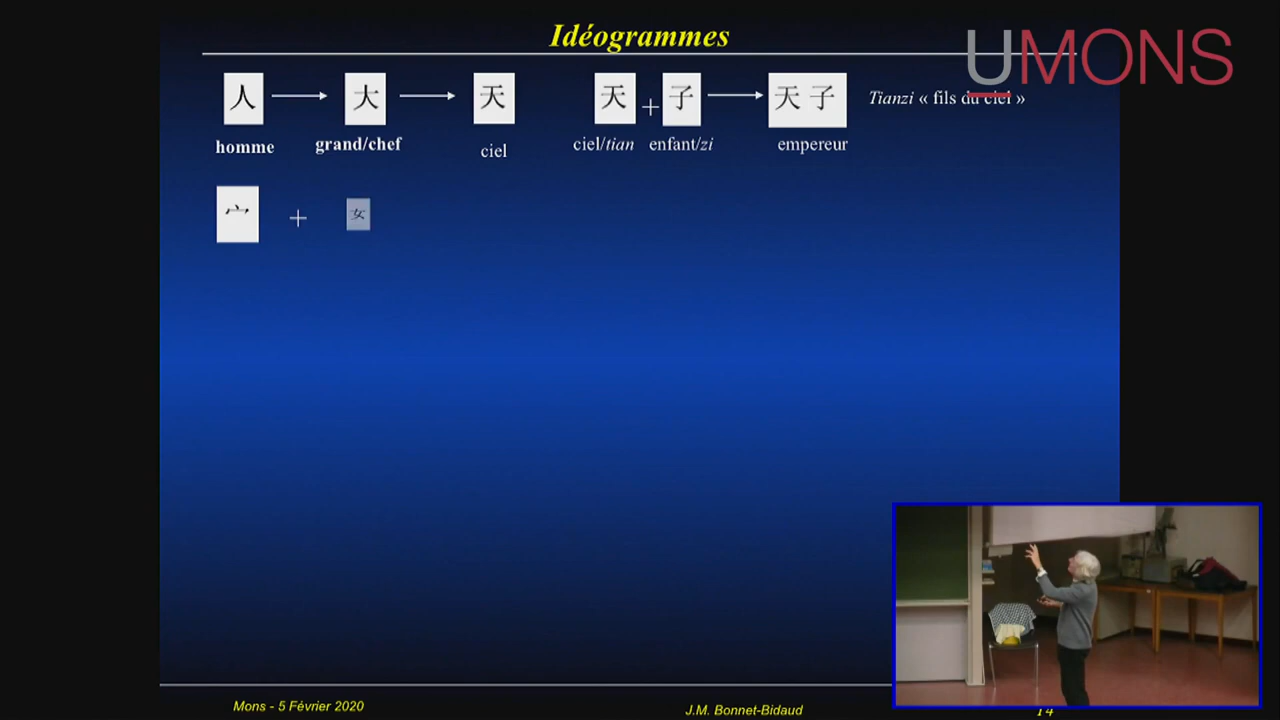 Idéogrammes
UMONS
人 大 天 天 + 子 天子 Tianzi « fils du ciel »
homme grand/chef ciel ciel/tian enfant/zi empereur
宀 + 女
Mons - 5 Février 2020 J.M. Bonnet-Bidaud 14